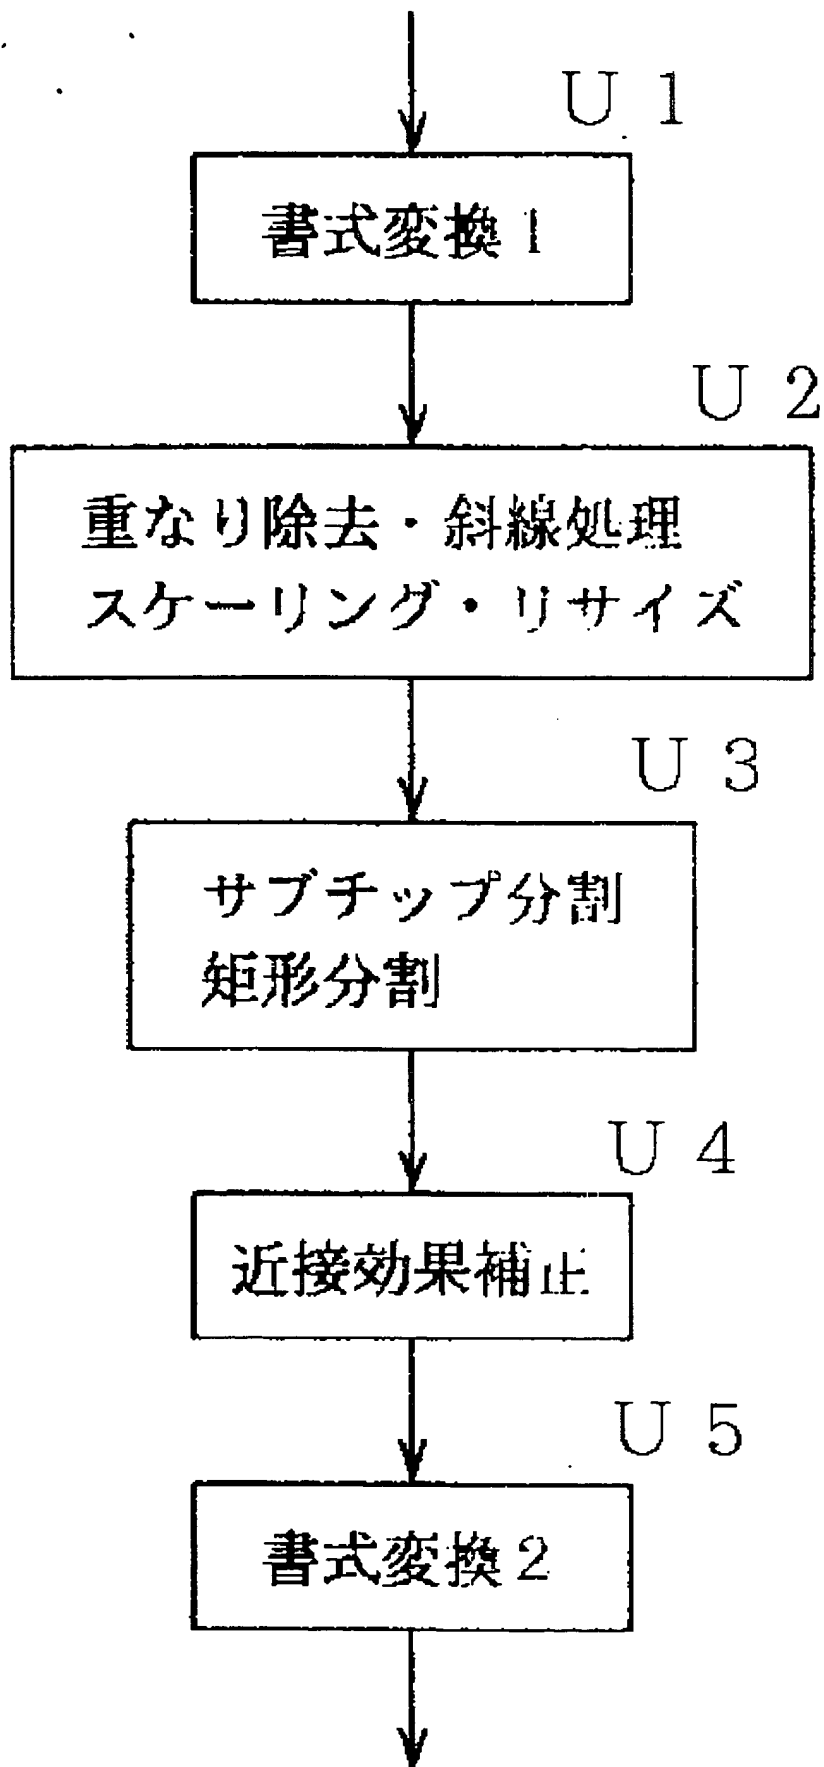 U 1
書式変換1
U 2
重なり除去・斜線処理
スケーリング・リサイズ
U 3
サブチップ分割
矩形分割
U 4
近接効果補正
U 5
書式変換2